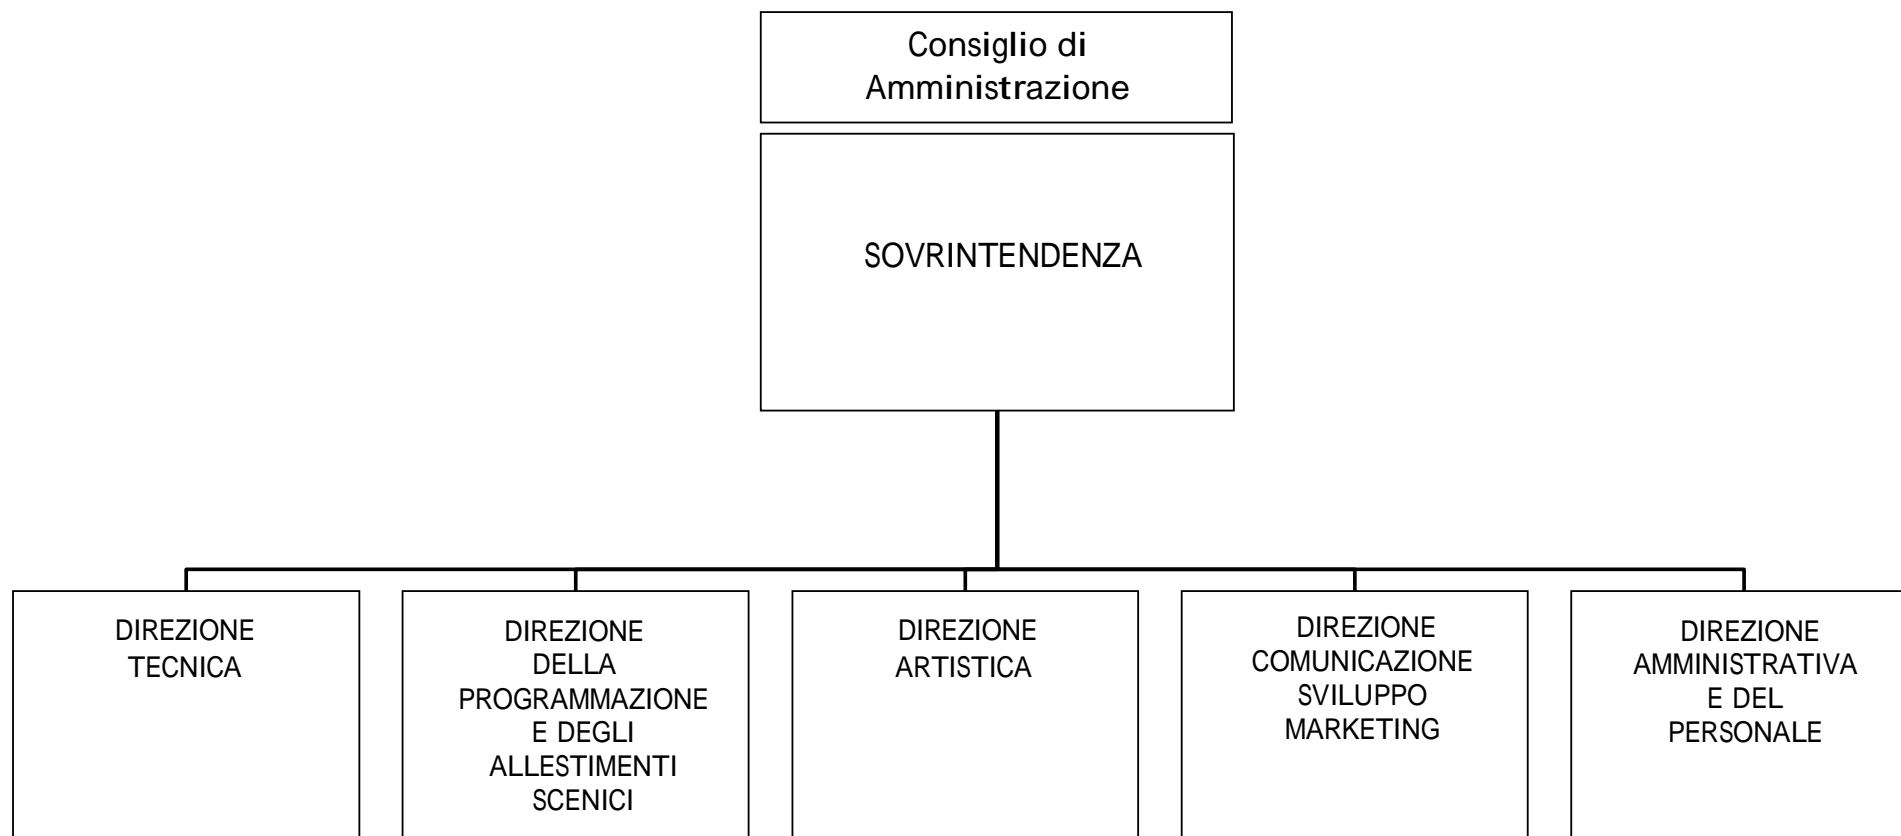 Consiglio di
Amministrazione
SOVRINTENDENZA
DIREZIONE
TECNICA
DIREZIONE
DELLA
PROGRAMMAZIONE
E DEGLI
ALLESTIMENTI
SCENICI
DIREZIONE
ARTISTICA
DIREZIONE
COMUNICAZIONE
SVILUPPO
MARKETING
DIREZIONE
AMMINISTRATIVA
E DEL
PERSONALE